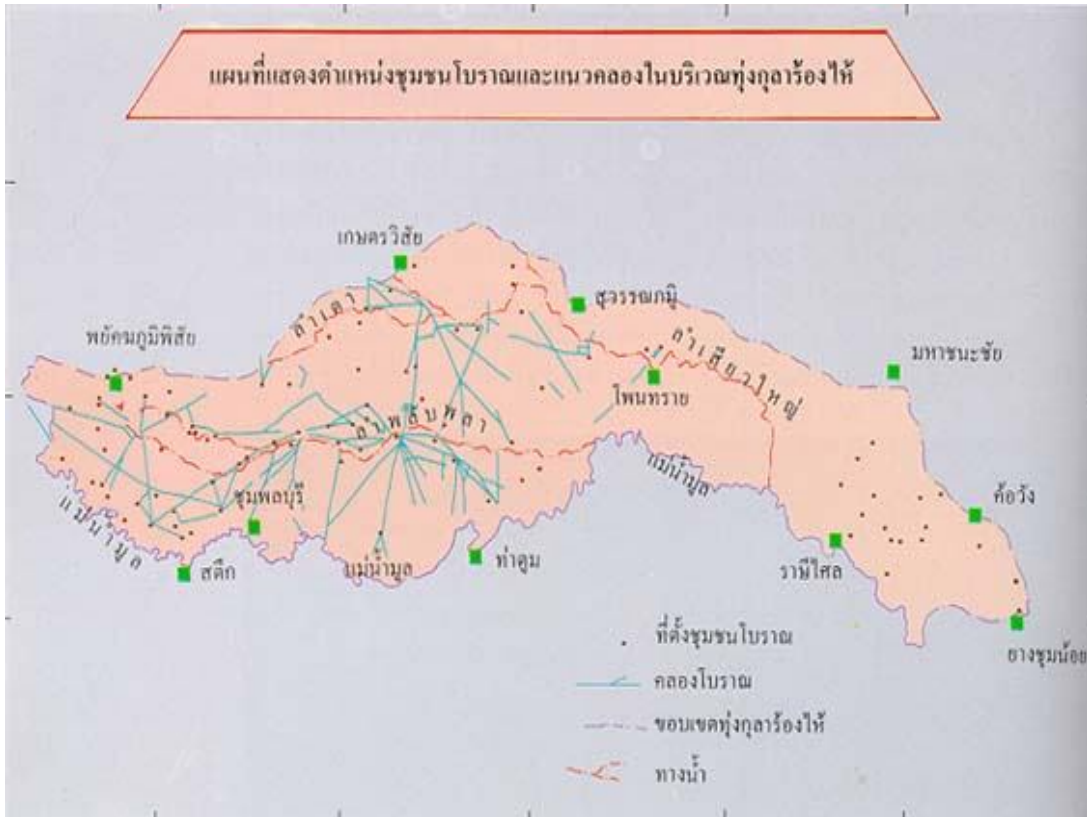 แผนที่แสดงตำแหน่งชุมชนโบราณและแนวคลองในบริเวณทุ่งกุลาร้องไห้
เกษตรวิสัย
สุวรรณภูมิ
ลำเตา
พยัคฆภูมิพิสัย
ลำเสียวใหญ่
มหาชนะชัย
โพนทราย
ลำพลับพลา
แม่น้ำมูล
ชุมพลบุรี
ค้อวัง
แม่น้ำมูล
สตึก
แม่น้ำมูล
ท่าตูม
ราษีไศล
ที่ตั้งชุมชนโบราณ
ยางชุมน้อย
คลองโบราณ
ขอบเขตทุ่งกุลาร้องไห้
ทางน้ำ